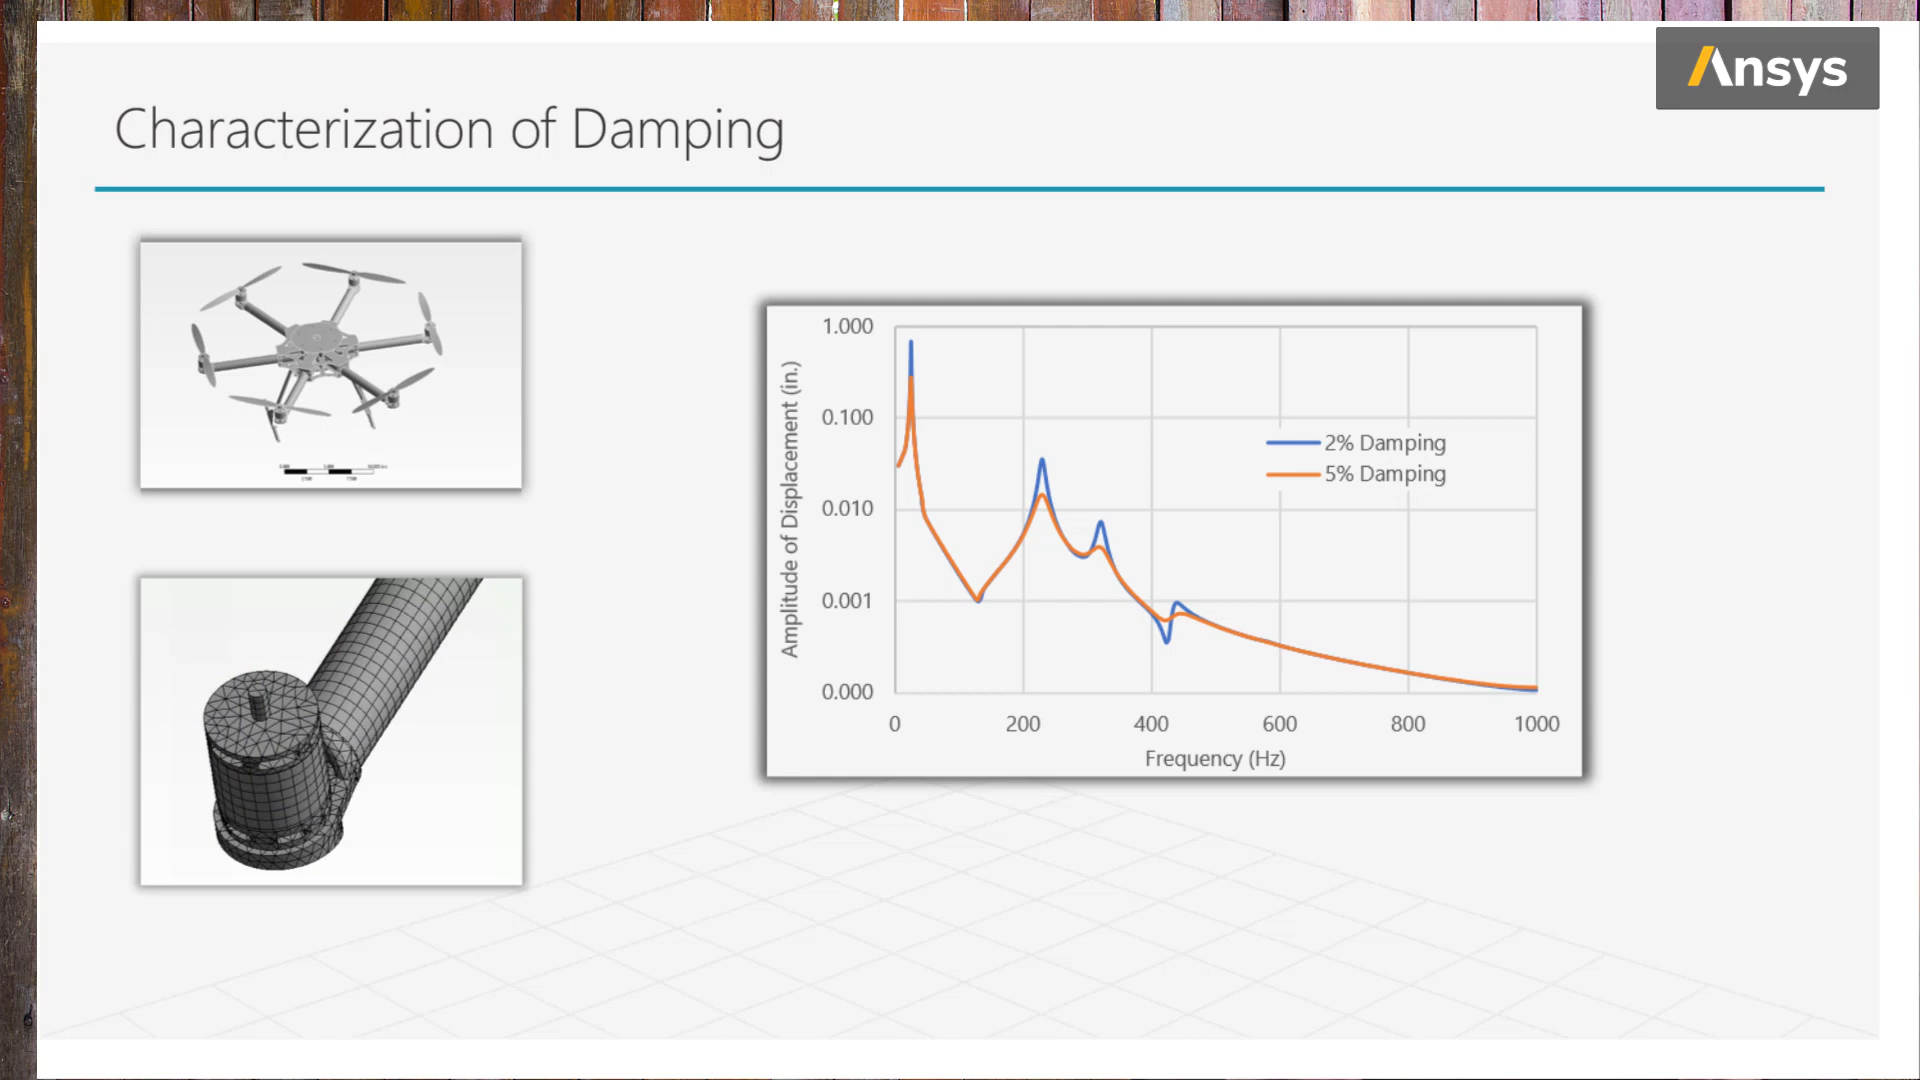 Ansys
Characterization of Damping
1.000
0.100
0.010
0.001
0.000
Amplitude of Displacement (in.)
2% Damping
5% Damping
0 200 400 600 800 1000
Frequency (Hz)